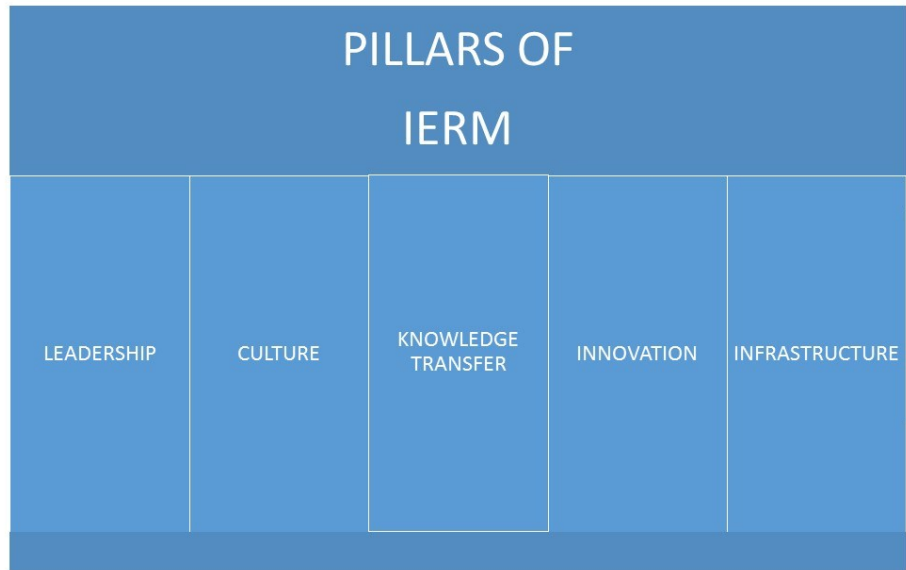 PILLARS OF
IERM
LEADERSHIP
CULTURE
KNOWLEDGE
TRANSFER
INNOVATION
INFRASTRUCTURE